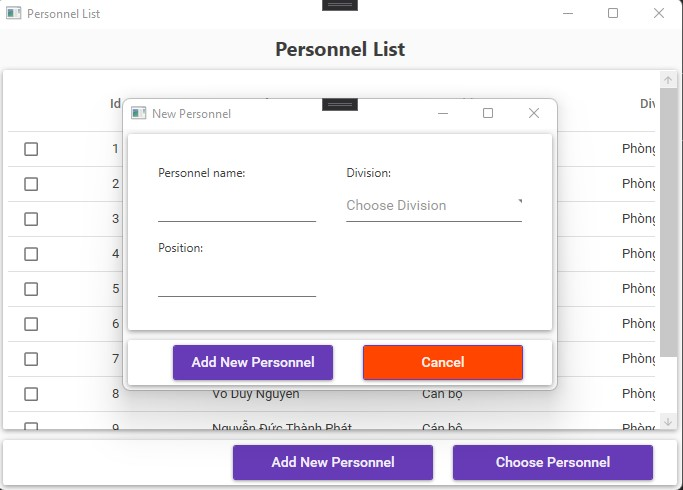 Personnel List
Personnel List
Id
1 Phòng
2 Phòng
3 Phòng
4 Phòng
5 Phòng
6 Phòng
7 Phòng
8 Võ Duy Nguyên Cán bộ Phòng
9 Nguyễn Đức Thành Phát Cán bộ Phòng
Add New Personnel Choose Personnel
New Personnel
Personnel name: Division:
Choose Division
Position:
Add New Personnel Cancel